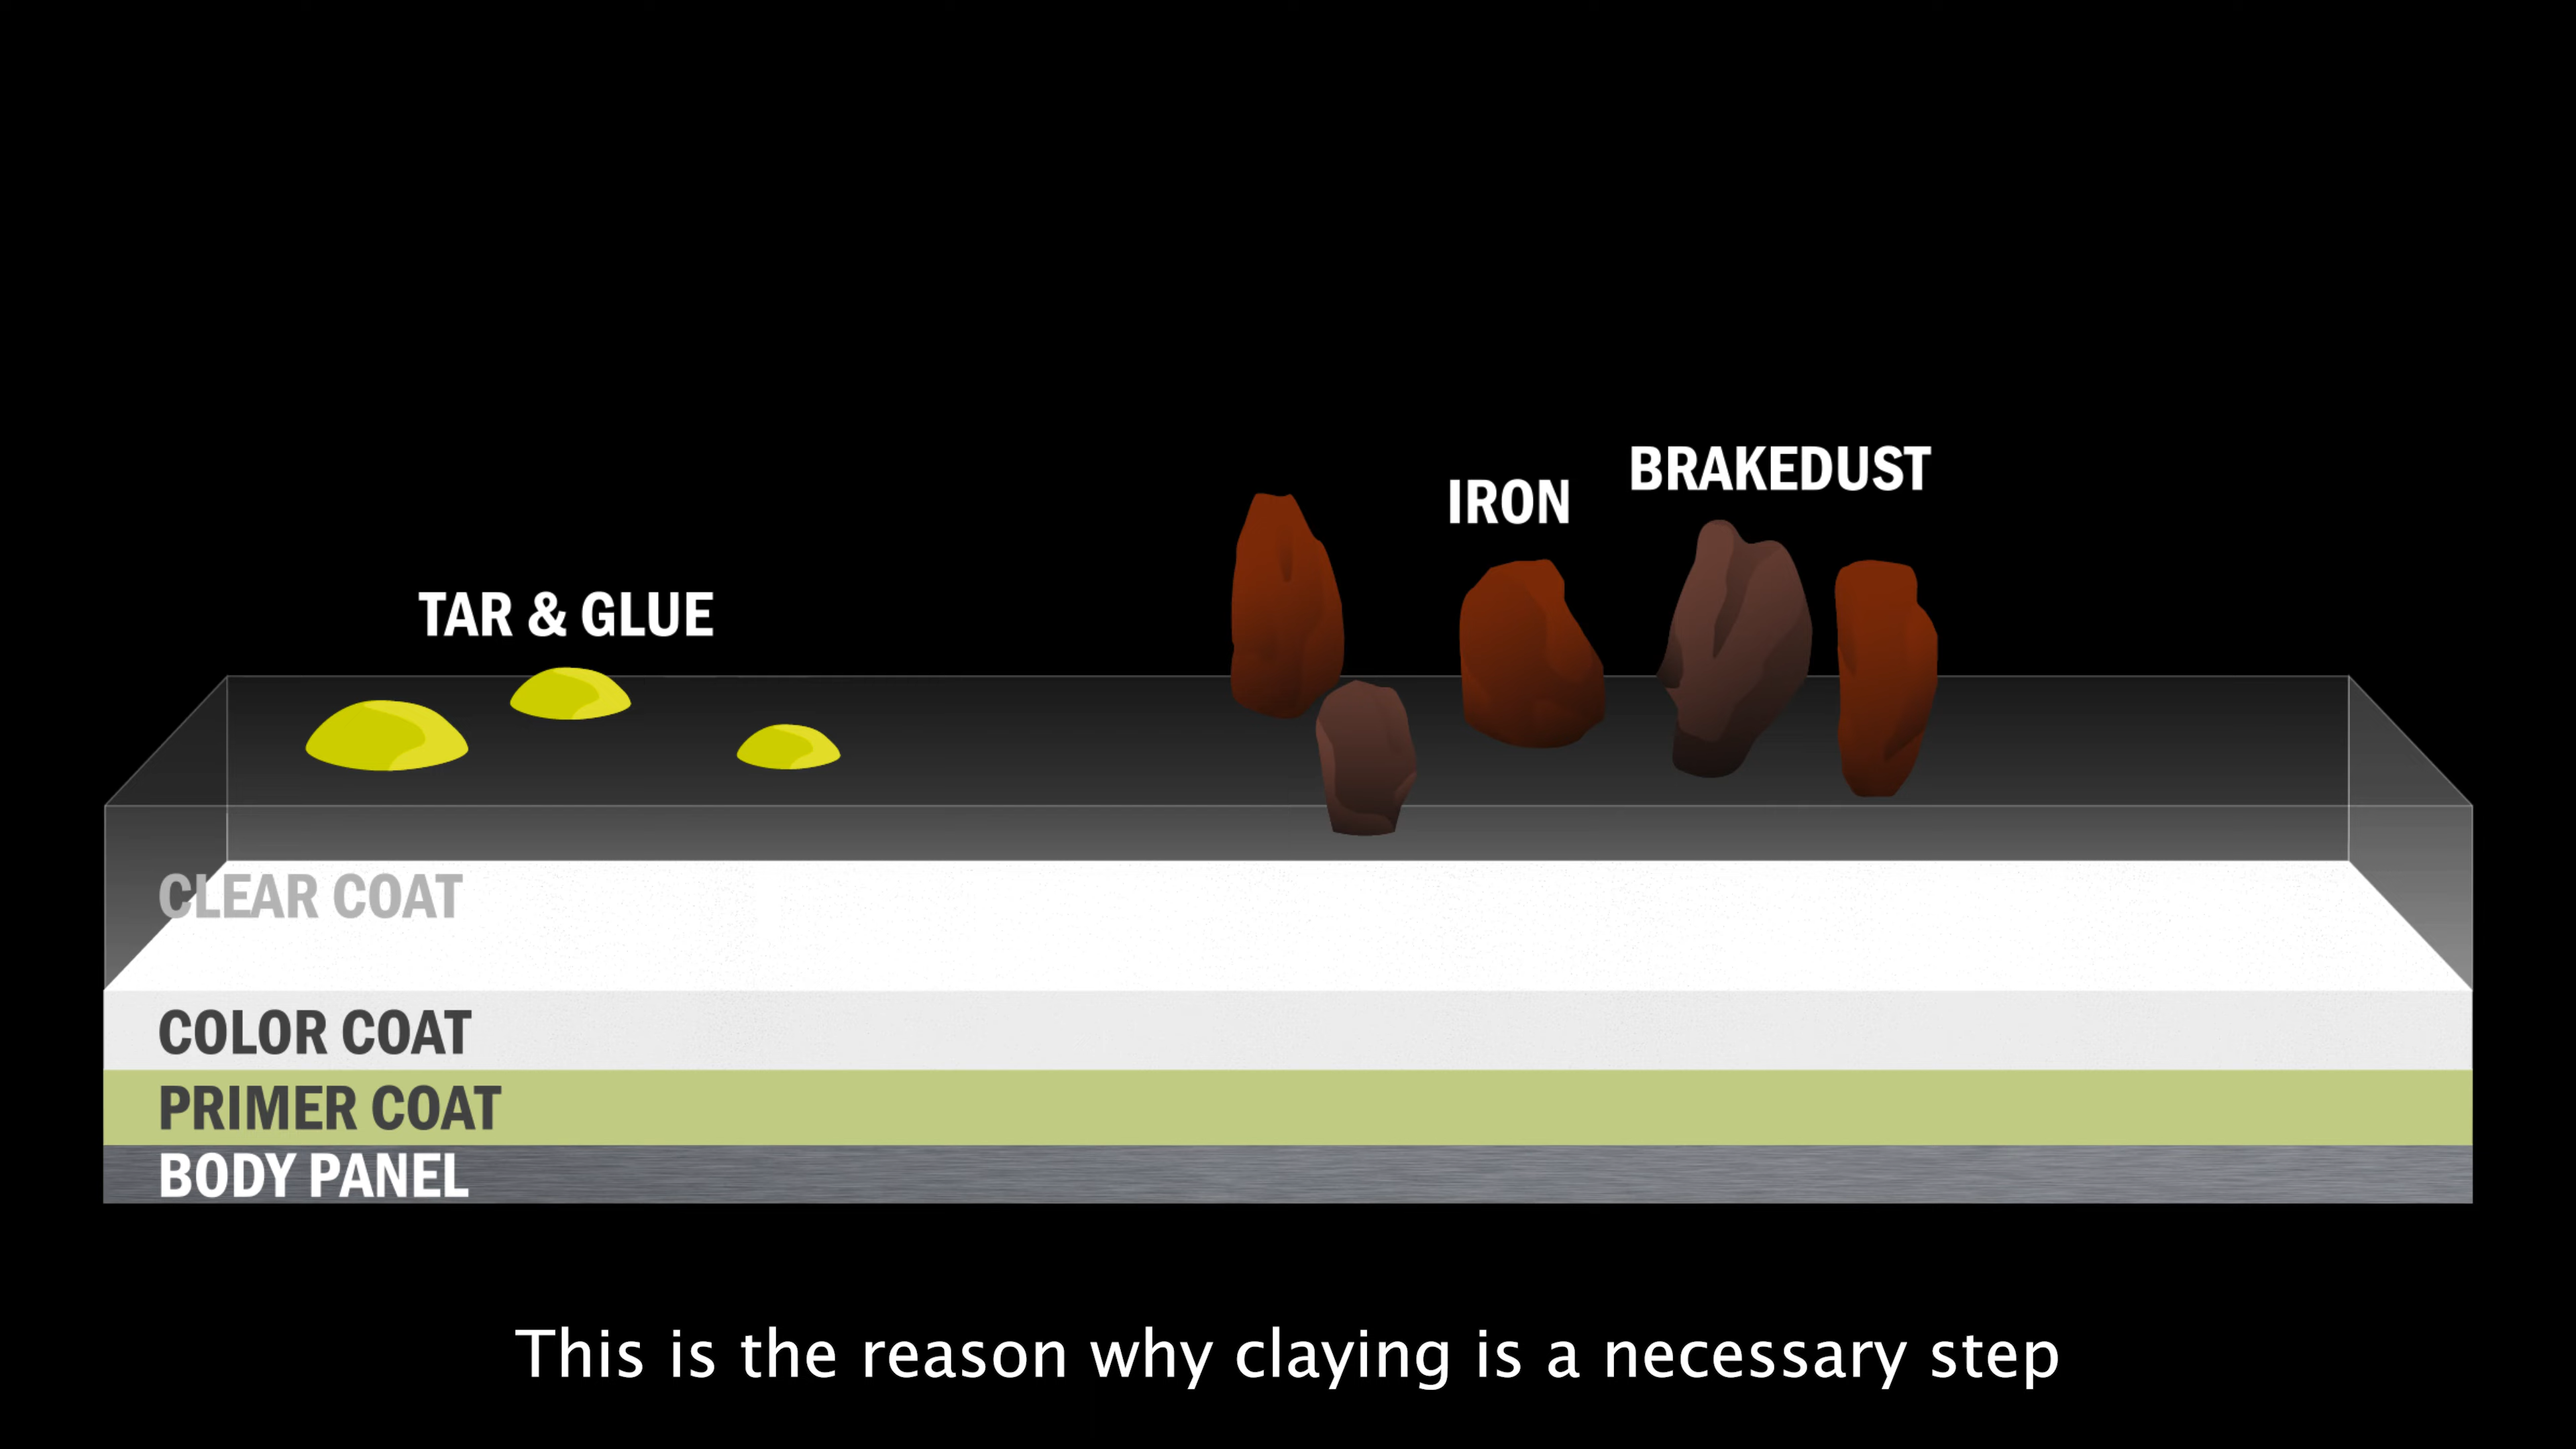 BRAKEDUST
IRON
TAR & GLUE
CLEAR COAT
COLOR COAT
PRIMER COAT
BODY PANEL
This is the reason why claying is a necessary step